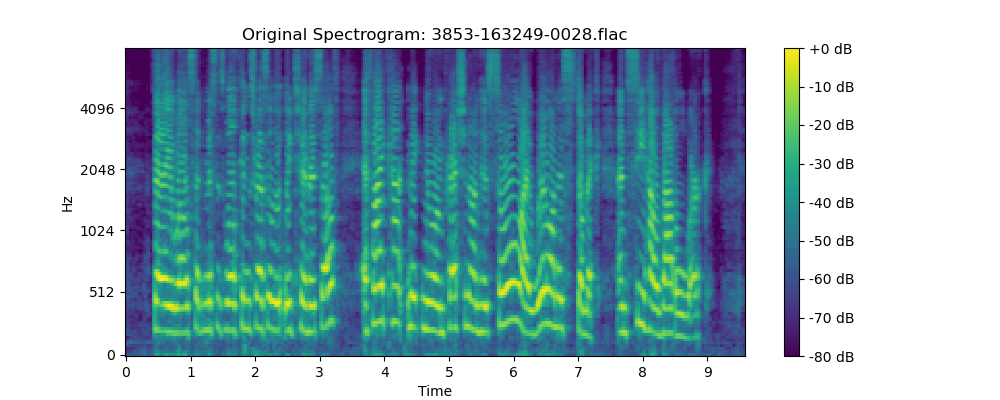 Original Spectrogram: 3853-163249-0028.flac
+0 dB
4096
-10 dB
-20 dB
2048
-30 dB
Hz
1024
-40 dB
-50 dB
512
-60 dB
-70 dB
0
-80 dB
0 1 2 3 4 5 6 7 8 9
Time